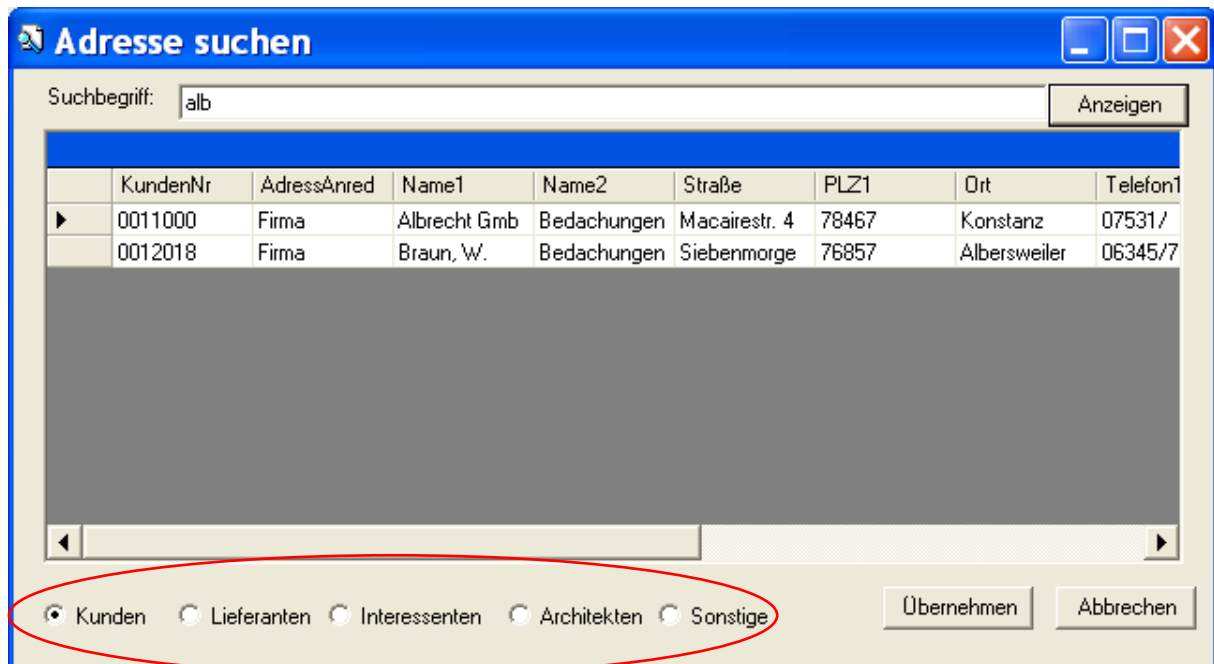 Adresse suchen
Suchbegriff: alb Anzeigen
KundenNr AdressAnred Name1 Name2 Straße PLZ1 Ort Telefon1
0011000 Firma Albrecht Gmb Bedachungen Macairestr. 4 78467 Konstanz 07531/
0012018 Firma Braun, W. Bedachungen Siebenmorge 76857 Albersweiler 06345/7
Kunden Lieferanten Interessenten Architekten Sonstige Übernehmen Abbrechen